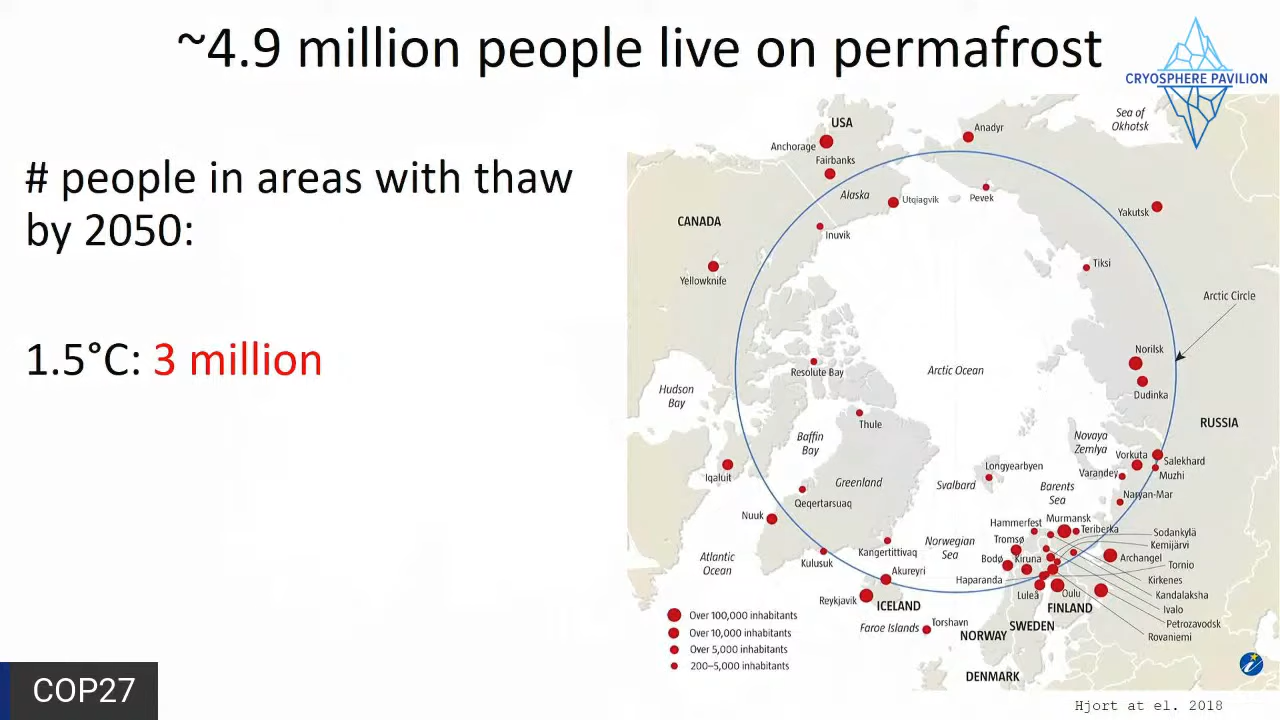 ~4.9 million people live on permafrost
CRYOSPHERE PAVILION
# people in areas with thaw
by 2050:
1.5°C: 3 million
USA
Anchorage
Fairbanks
Alaska
Utqiagvik
Anadyr
Sea of
Okhotsk
Pevek
Yakutsk
CANADA
Inuvik
Yellowknife
Tiksi
Arctic Circle
Norilsk
Dudinka
Resolute Bay
Arctic Ocean
Hudson
Bay
Thule
RUSSIA
Baffin
Bay
Novaya
Zemlya
Vorkuta
Salekhard
Varandey
Muzhi
Iqaluit
Greenland
Longyearbyen
Svalbard
Barents
Sea
Naryan-Mar
Qeqertarsuaq
Nuuk
Hammerfest
Murmansk
Teriberka
Sodankylä
Tromsø
Kemijärvi
Norwegian
Sea
Kangertittivaq
Atlantic
Ocean
Kulusuk
Bodø
Kiruna
Archangel
Tornio
Akureyri
Haparanda
Kirkenes
Luleå
Oulu
Kandalaksha
Reykjavik
ICELAND
FINLAND
Ivalo
Faroe Islands
Torshavn
SWEDEN
Petrozavodsk
NORWAY
Rovaniemi
DENMARK
Over 100,000 inhabitants
Over 10,000 inhabitants
Over 5,000 inhabitants
200–5,000 inhabitants
COP27
Hjort at el. 2018